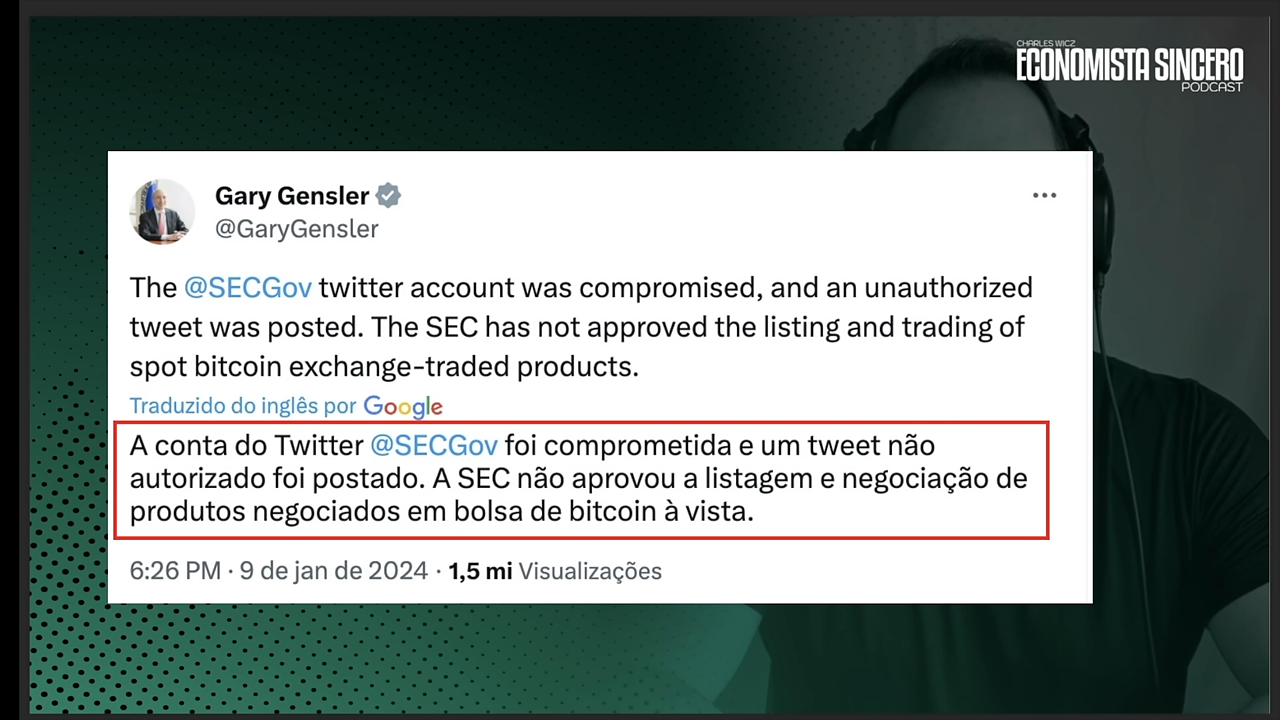 CHARLES WICZ
ECONOMISTA SINCERO
PODCAST
Gary Gensler
@GaryGensler
The @SECGov twitter account was compromised, and an unauthorized
tweet was posted. The SEC has not approved the listing and trading of
spot bitcoin exchange-traded products.
Traduzido do inglês por Google
A conta do Twitter @SECGov foi comprometida e um tweet não
autorizado foi postado. A SEC não aprovou a listagem e negociação de
produtos negociados em bolsa de bitcoin à vista.
6:26 PM · 9 de jan de 2024 · 1,5 mi Visualizações